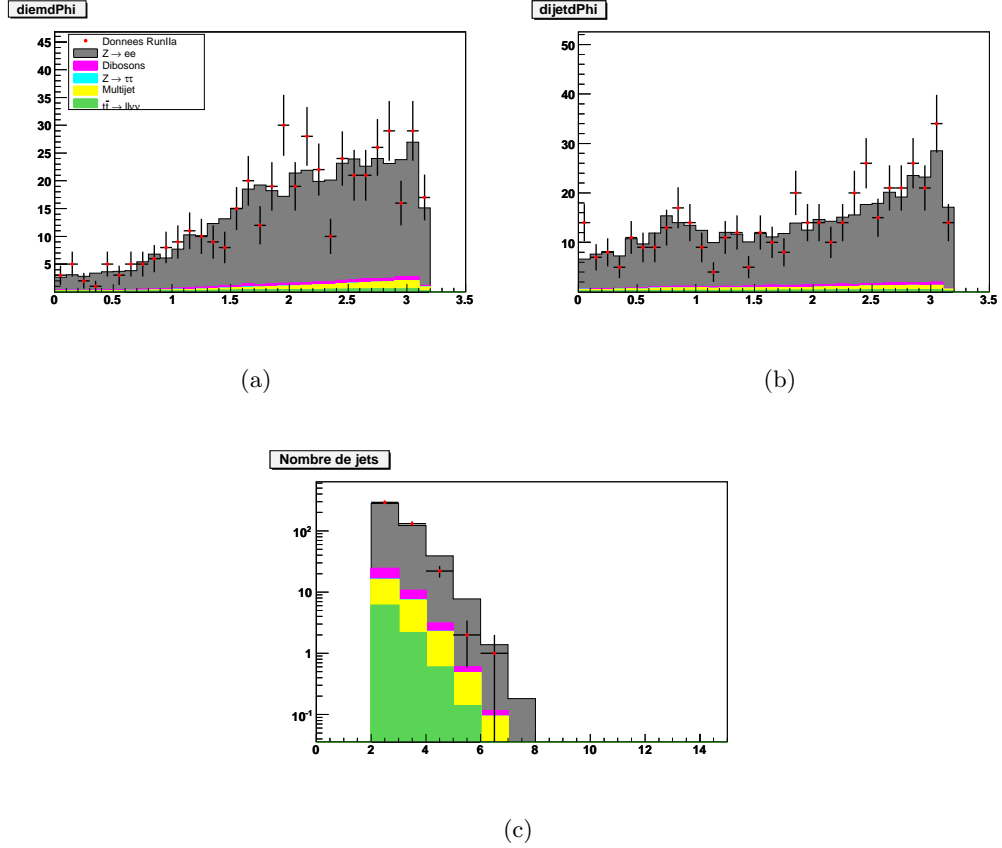 diemdPhi
45
40
35
30
25
20
15
10
5
0 0.5 1 1.5 2 2.5 3 3.5
Donnees RunIIa
Z → ee
Dibosons
Z → ττ
Multijet
tt̄ → llνν
(a)
dijetdPhi
50
40
30
20
10
0 0.5 1 1.5 2 2.5 3 3.5
(b)
Nombre de jets
10²
10
1
10⁻¹
0 2 4 6 8 10 12 14
(c)